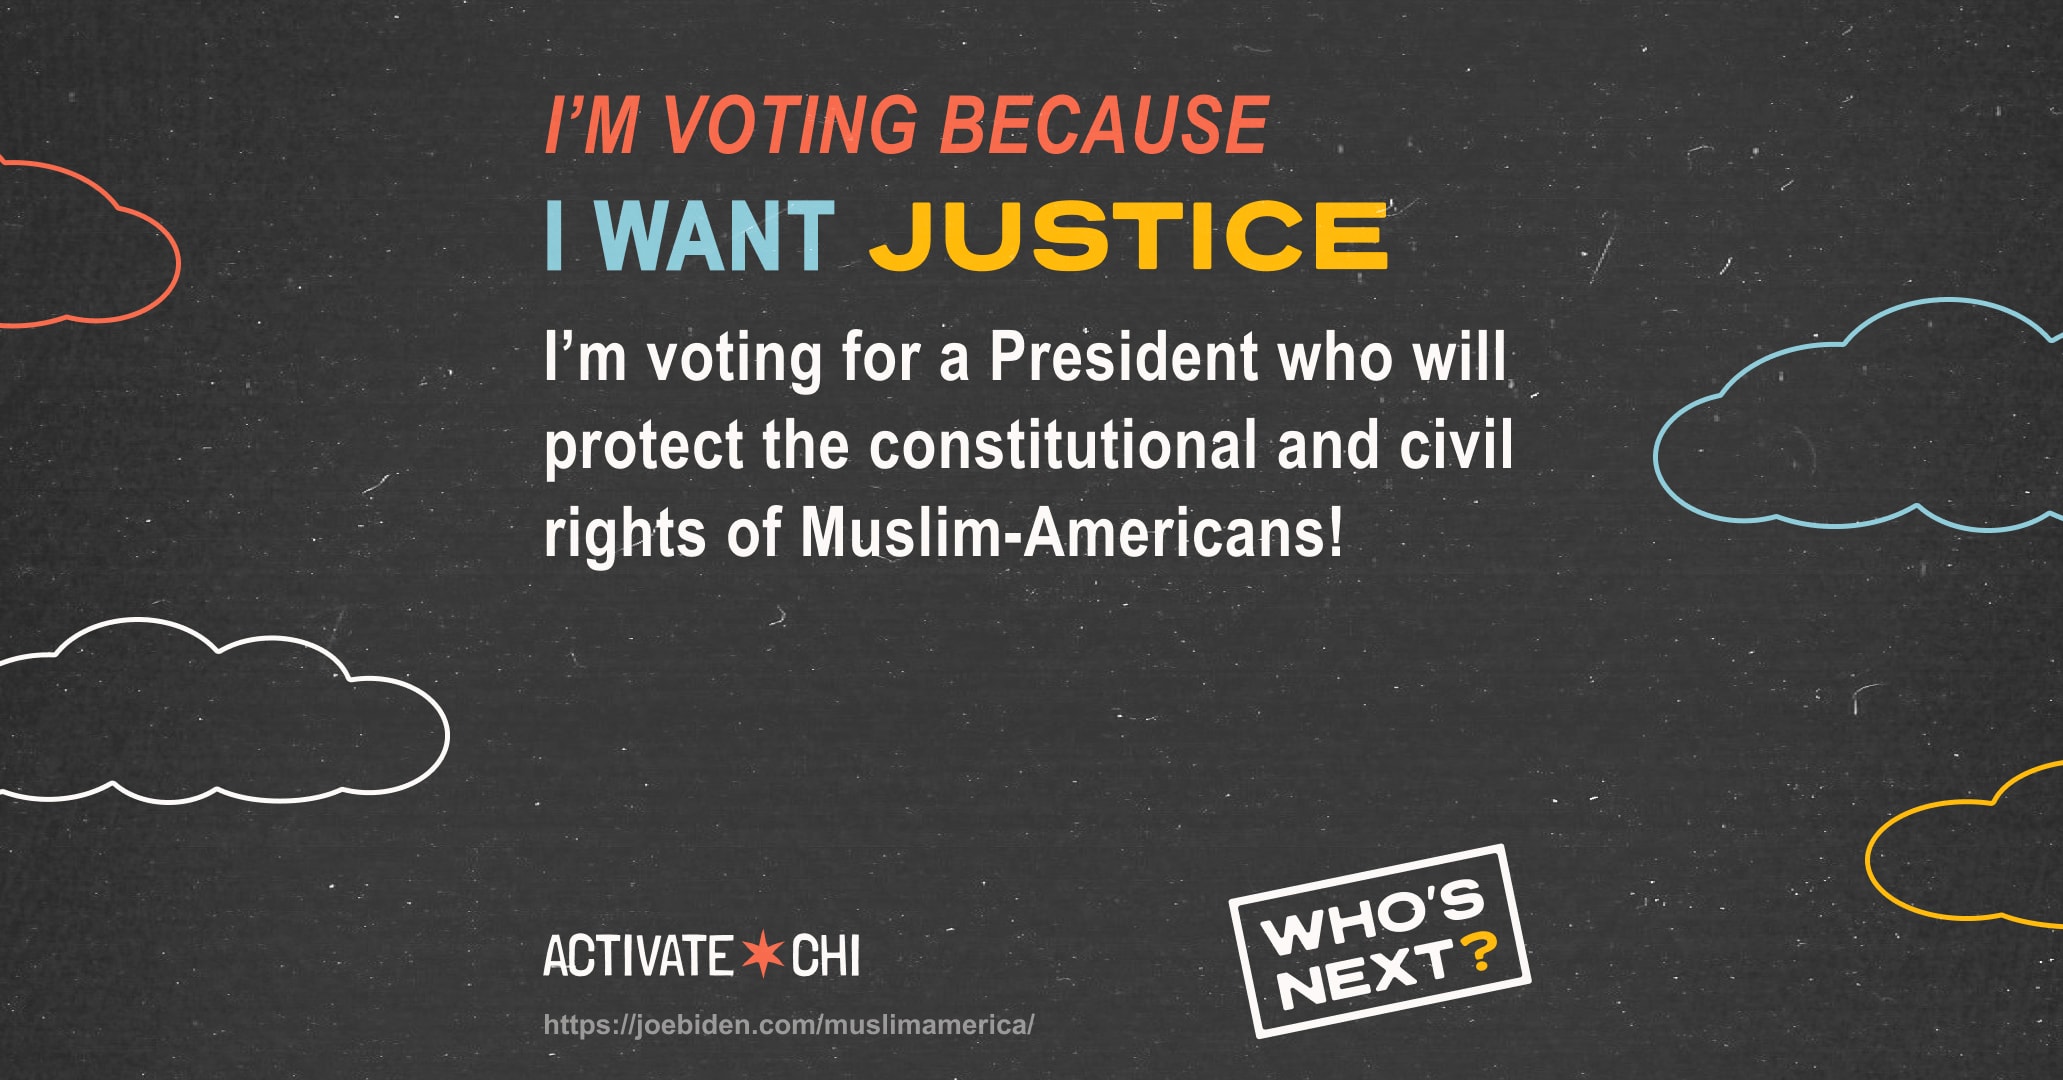 I’M VOTING BECAUSE
I WANT JUSTICE
I’m voting for a President who will
protect the constitutional and civil
rights of Muslim-Americans!
ACTIVATE CHI
https://joebiden.com/muslimamerica/
WHO’S
NEXT?